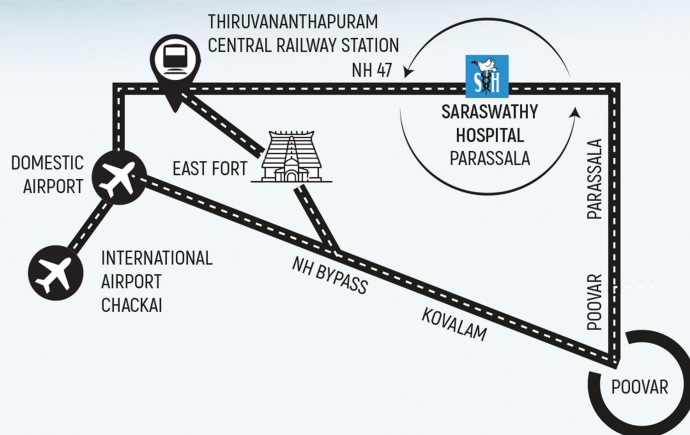 THIRUVANANTHAPURAM
CENTRAL RAILWAY STATION
NH 47
SH
SARASWATHY
HOSPITAL
PARASSALA
DOMESTIC
AIRPORT
EAST FORT
PARASSALA
INTERNATIONAL
AIRPORT
CHACKAI
NH BYPASS
KOVALAM
POOVAR
POOVAR